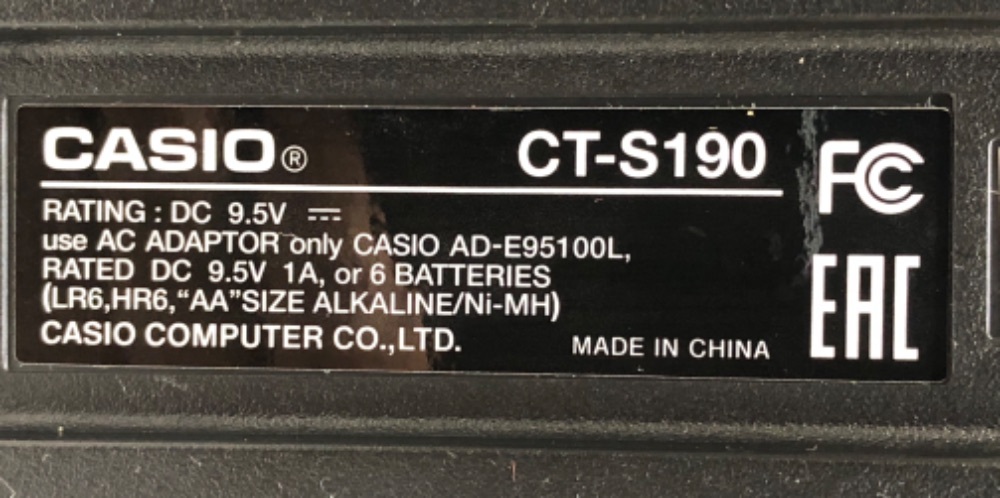 CASIO® CT-S190
FC
RATING : DC 9.5V ⎓
use AC ADAPTOR only CASIO AD-E95100L,
RATED DC 9.5V 1A, or 6 BATTERIES
(LR6,HR6,“AA”SIZE ALKALINE/Ni-MH)
CASIO COMPUTER CO.,LTD.
MADE IN CHINA
EAC